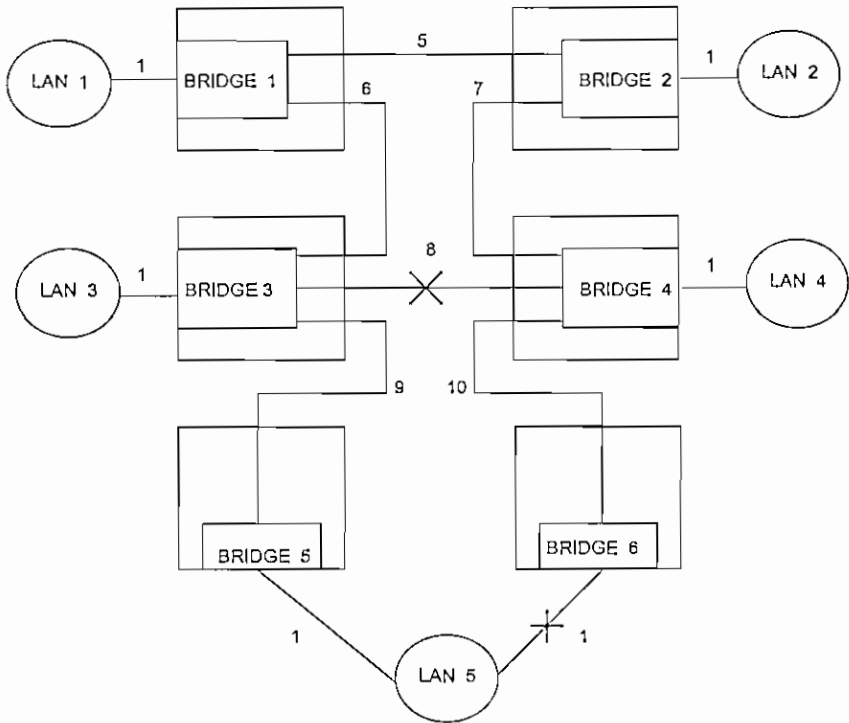 5
LAN 1
1
BRIDGE 1
BRIDGE 2
1
LAN 2
6
7
8
LAN 3
1
BRIDGE 3
BRIDGE 4
1
LAN 4
9
10
BRIDGE 5
BRIDGE 6
1
1
LAN 5